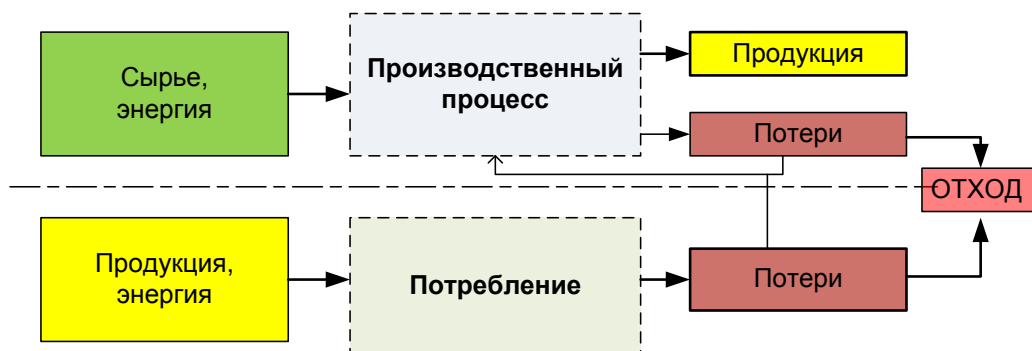 Сырье,
энергия
Производственный
процесс
Продукция
Потери
ОТХОД
Продукция,
энергия
Потребление
Потери